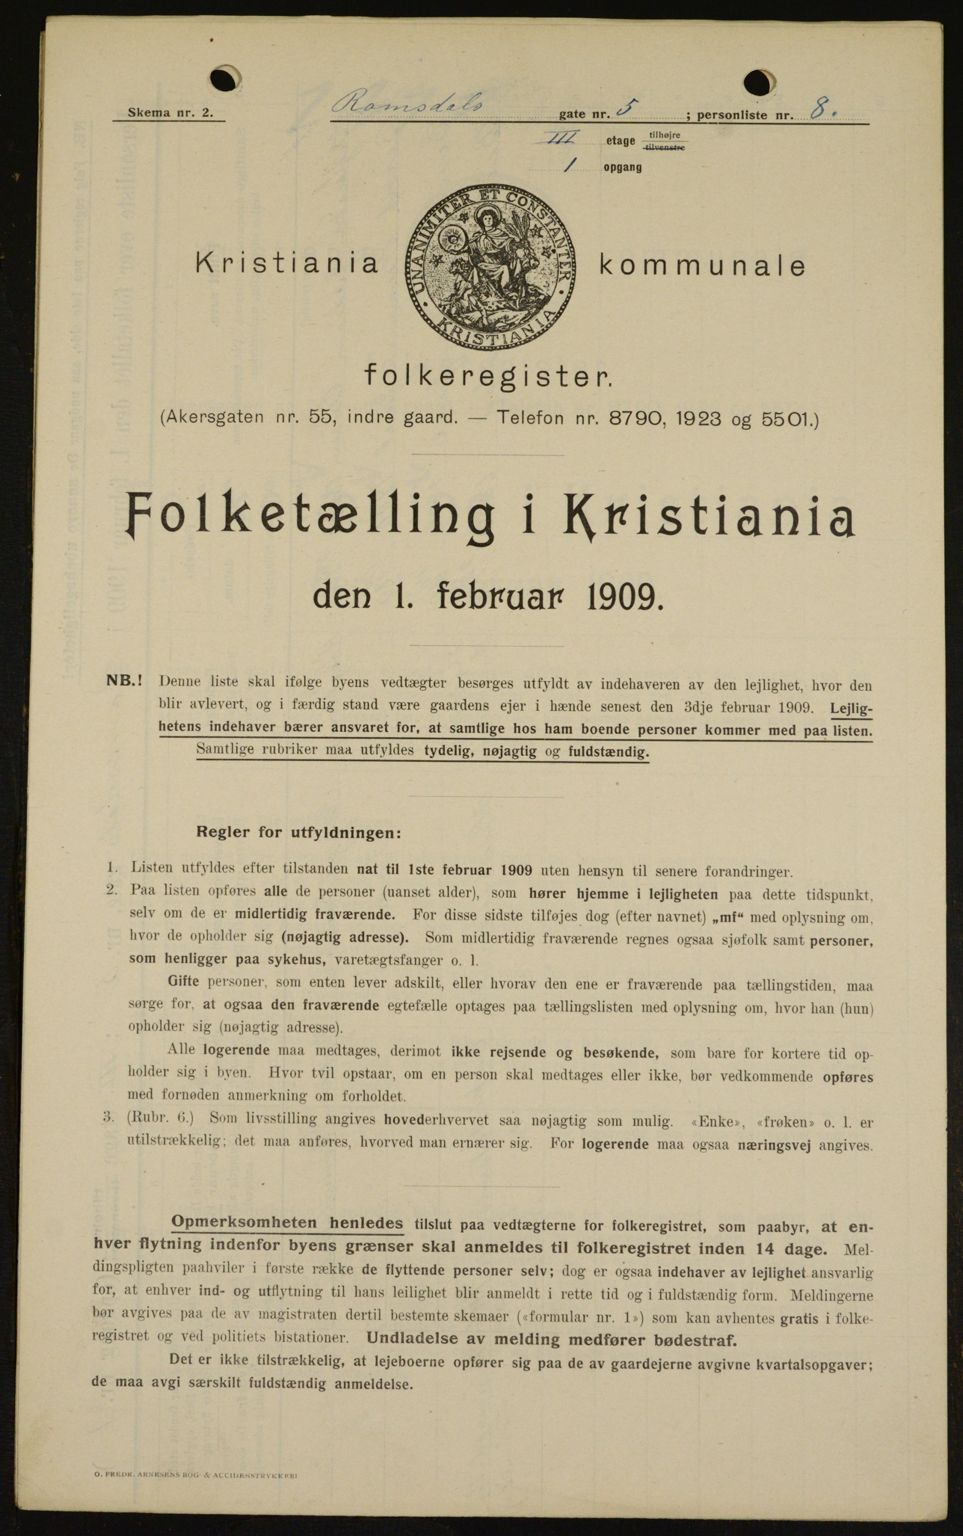 Skema nr. 2.
Romsdals gate nr. 5 ; personliste nr. 8.
III etage tilhøjre
tilvenstre
1 opgang
UNANIMITER ET CONSTANTER
KRISTIANIA
Kristiania kommunale
folkeregister.
(Akersgaten nr. 55, indre gaard. — Telefon nr. 8790, 1923 og 5501.)
Folketælling i Kristiania
den 1. februar 1909.
NB.! Denne liste skal ifølge byens vedtægter besørges utfyldt av indehaveren av den lejlighet, hvor den
blir avlevert, og i færdig stand være gaardens ejer i hænde senest den 3dje februar 1909. Lejlig-
hetens indehaver bærer ansvaret for, at samtlige hos ham boende personer kommer med paa listen.
Samtlige rubriker maa utfyldes tydelig, nøjagtig og fuldstændig.
Regler for utfyldningen:
1. Listen utfyldes efter tilstanden nat til 1ste februar 1909 uten hensyn til senere forandringer.
2. Paa listen opføres alle de personer (uanset alder), som hører hjemme i lejligheten paa dette tidspunkt,
selv om de er midlertidig fraværende. For disse sidste tilføjes dog (efter navnet) „mf“ med oplysning om,
hvor de opholder sig (nøjagtig adresse). Som midlertidig fraværende regnes ogsaa sjøfolk samt personer,
som henligger paa sykehus, varetægtsfanger o. l.
Gifte personer, som enten lever adskilt, eller hvorav den ene er fraværende paa tællingstiden, maa
sørge for, at ogsaa den fraværende egtefælle optages paa tællingslisten med oplysning om, hvor han (hun)
opholder sig (nøjagtig adresse).
Alle logerende maa medtages, derimot ikke rejsende og besøkende, som bare for kortere tid op-
holder sig i byen. Hvor tvil opstaar, om en person skal medtages eller ikke, bør vedkommende opføres
med fornøden anmerkning om forholdet.
3. (Rubr. 6.) Som livsstilling angives hovederhvervet saa nøjagtig som mulig. «Enke», «frøken» o. l. er
utilstrækkelig; det maa anføres, hvorved man ernærer sig. For logerende maa ogsaa næringsvej angives.
Opmerksomheten henledes tilslut paa vedtægterne for folkeregistret, som paabyr, at en-
hver flytning indenfor byens grænser skal anmeldes til folkeregistret inden 14 dage. Mel-
dingspligten paahviler i første række de flyttende personer selv; dog er ogsaa indehaver av lejlighet ansvarlig
for, at enhver ind- og utflytning til hans leilighet blir anmeldt i rette tid og i fuldstændig form. Meldingerne
bør avgives paa de av magistraten dertil bestemte skemaer («formular nr. 1») som kan avhentes gratis i folke-
registret og ved politiets bistationer. Undladelse av melding medfører bødestraf.
Det er ikke tilstrækkelig, at lejeboerne opfører sig paa de av gaardejerne avgivne kvartalsopgaver;
de maa avgi særskilt fuldstændig anmeldelse.
O. FREDR. ARNESENS BOG- & ACCIDENSTRYKKERI